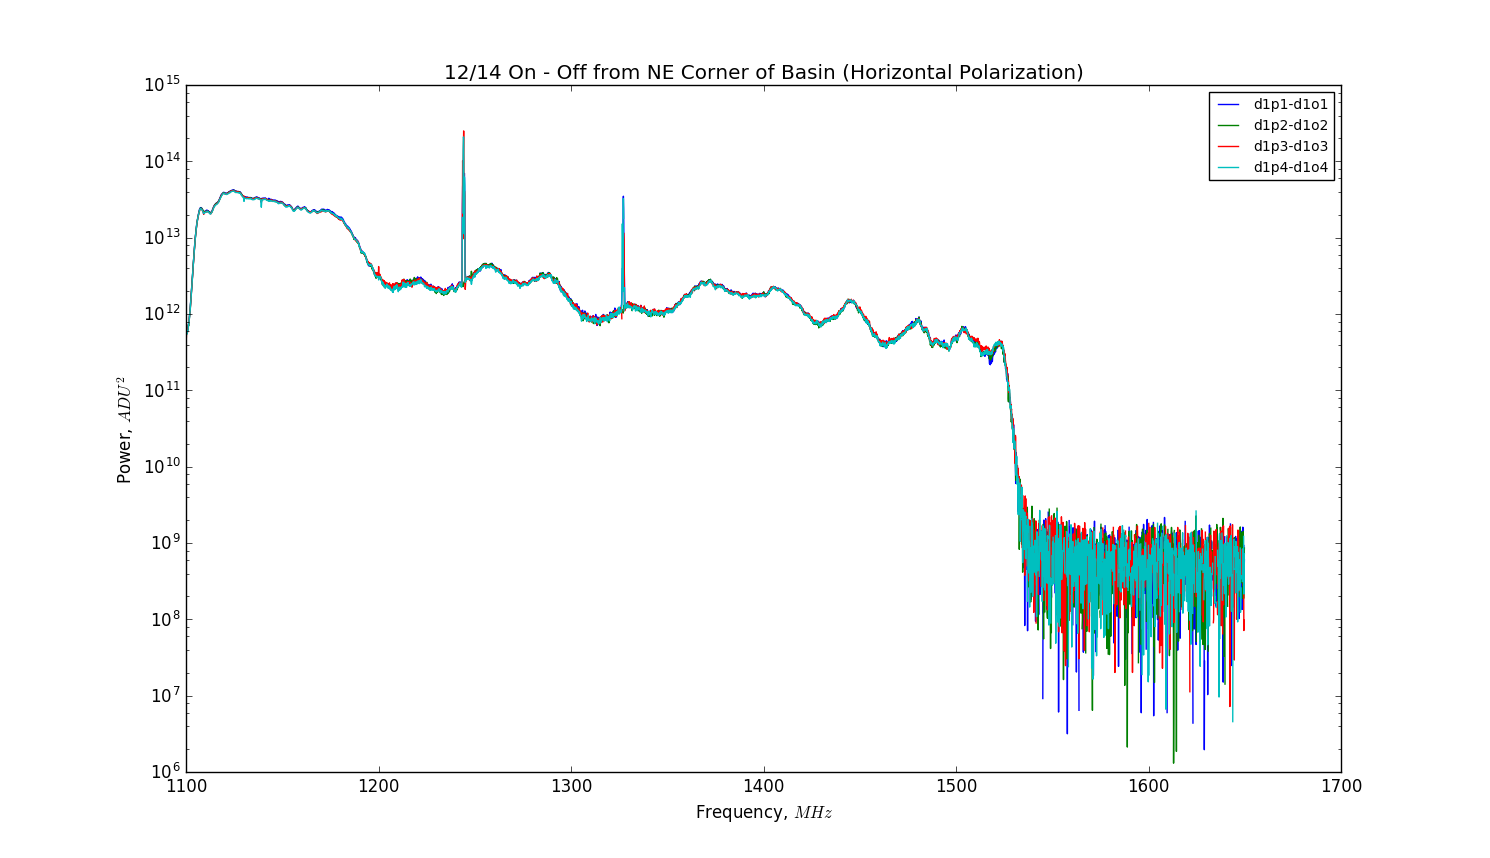 12/14 On - Off from NE Corner of Basin (Horizontal Polarization)
10^15
10^14
10^13
10^12
10^11
10^10
10^9
10^8
10^7
10^6
Power, ADU^2
d1p1-d1o1
d1p2-d1o2
d1p3-d1o3
d1p4-d1o4
1100 1200 1300 1400 1500 1600 1700
Frequency, MHz